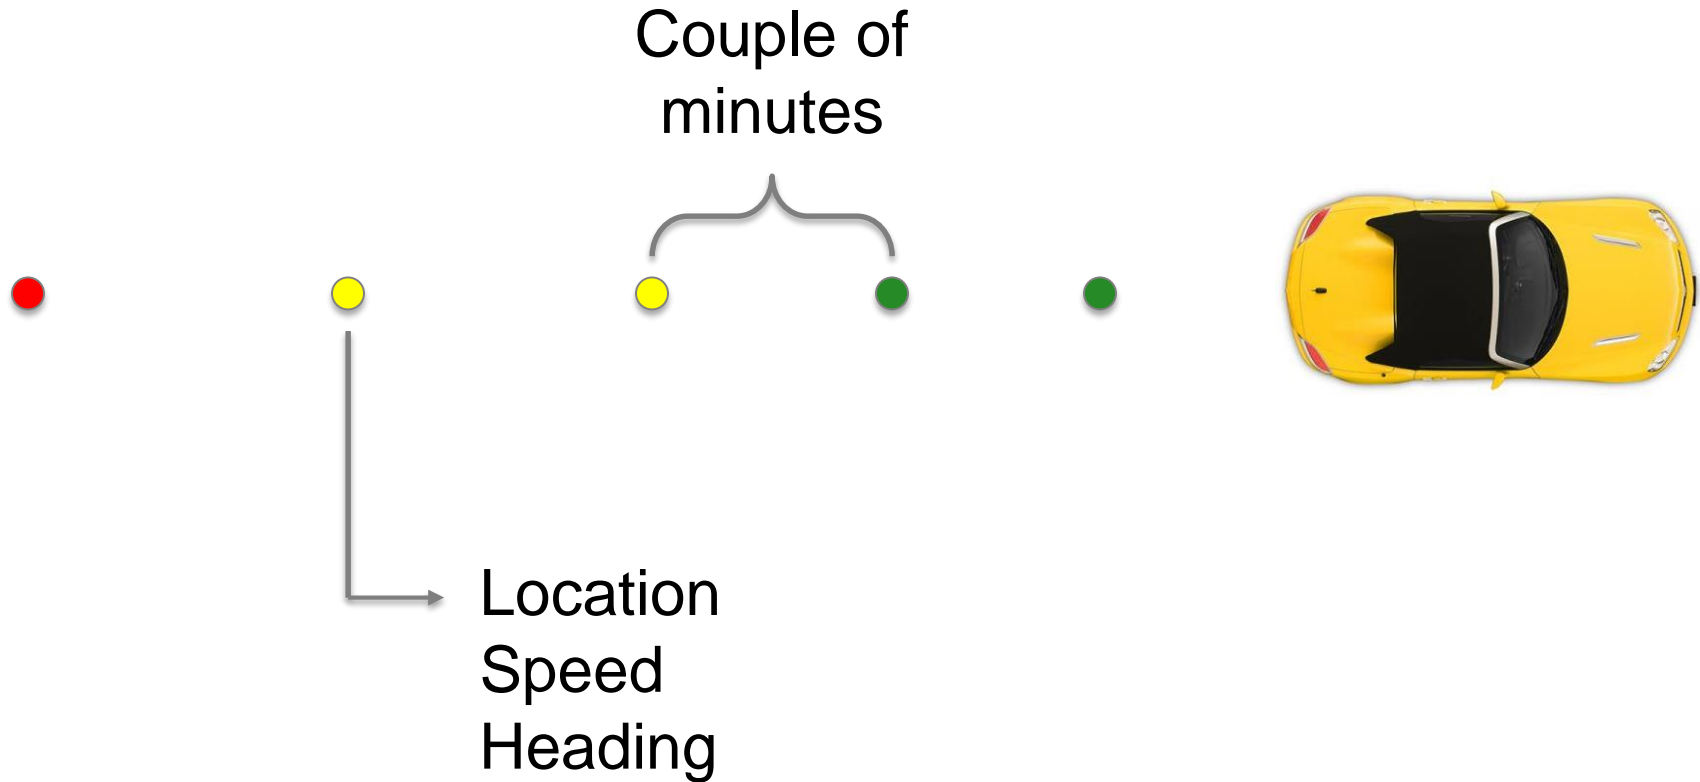 Couple of
minutes
Location
Speed
Heading